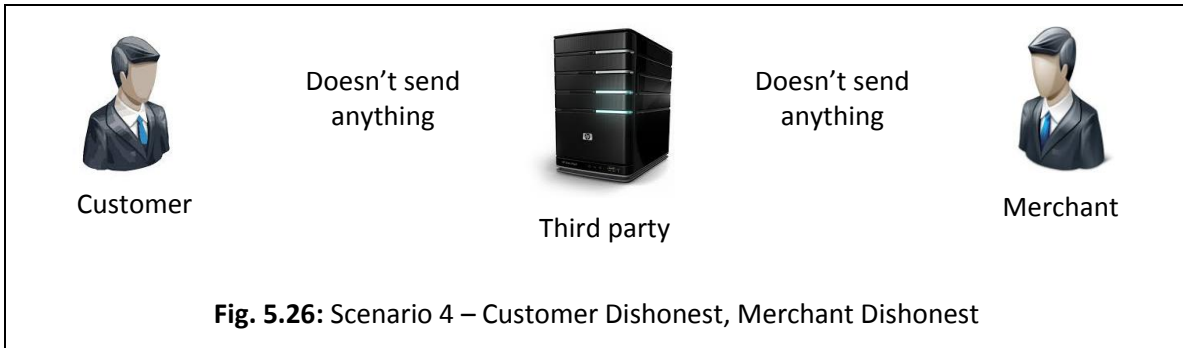 Doesn’t send
anything
Doesn’t send
anything
Customer
Third party
Merchant
Fig. 5.26: Scenario 4 – Customer Dishonest, Merchant Dishonest